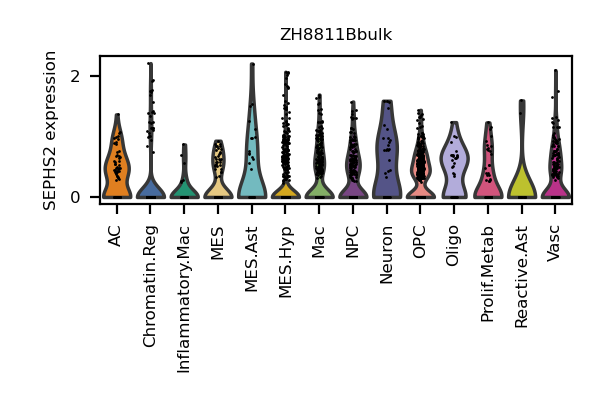 ZH8811Bbulk
SEPHS2 expression
2
0
AC
Chromatin.Reg
Inflammatory.Mac
MES
MES.Ast
MES.Hyp
Mac
NPC
Neuron
OPC
Oligo
Prolif.Metab
Reactive.Ast
Vasc